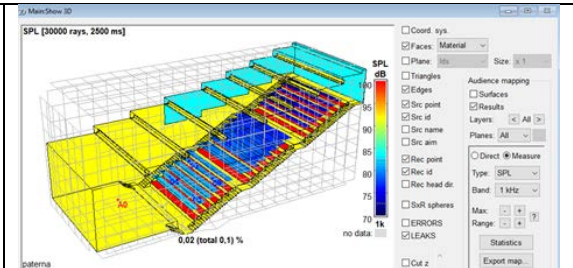 MainShow 3D
SPL [30000 rays, 2500 ms]
SPL
dB
100
95
90
85
80
75
70
1k
no data:
A0
0,02 (total 0,1) %
paterna
Coord. sys.
Faces: Material
Plane: Ids Size: x 1
Triangles
Edges
Src point
Src id
Src name
Src aim
Rec point
Rec id
Rec head dir.
SxR spheres
ERRORS
LEAKS
Cut z
Audience mapping
Surfaces
Results
Layers: < All >
Planes: All
Direct Measure
Type: SPL
Band: 1 kHz
Max: - + ?
Range: - +
Statistics
Export map...